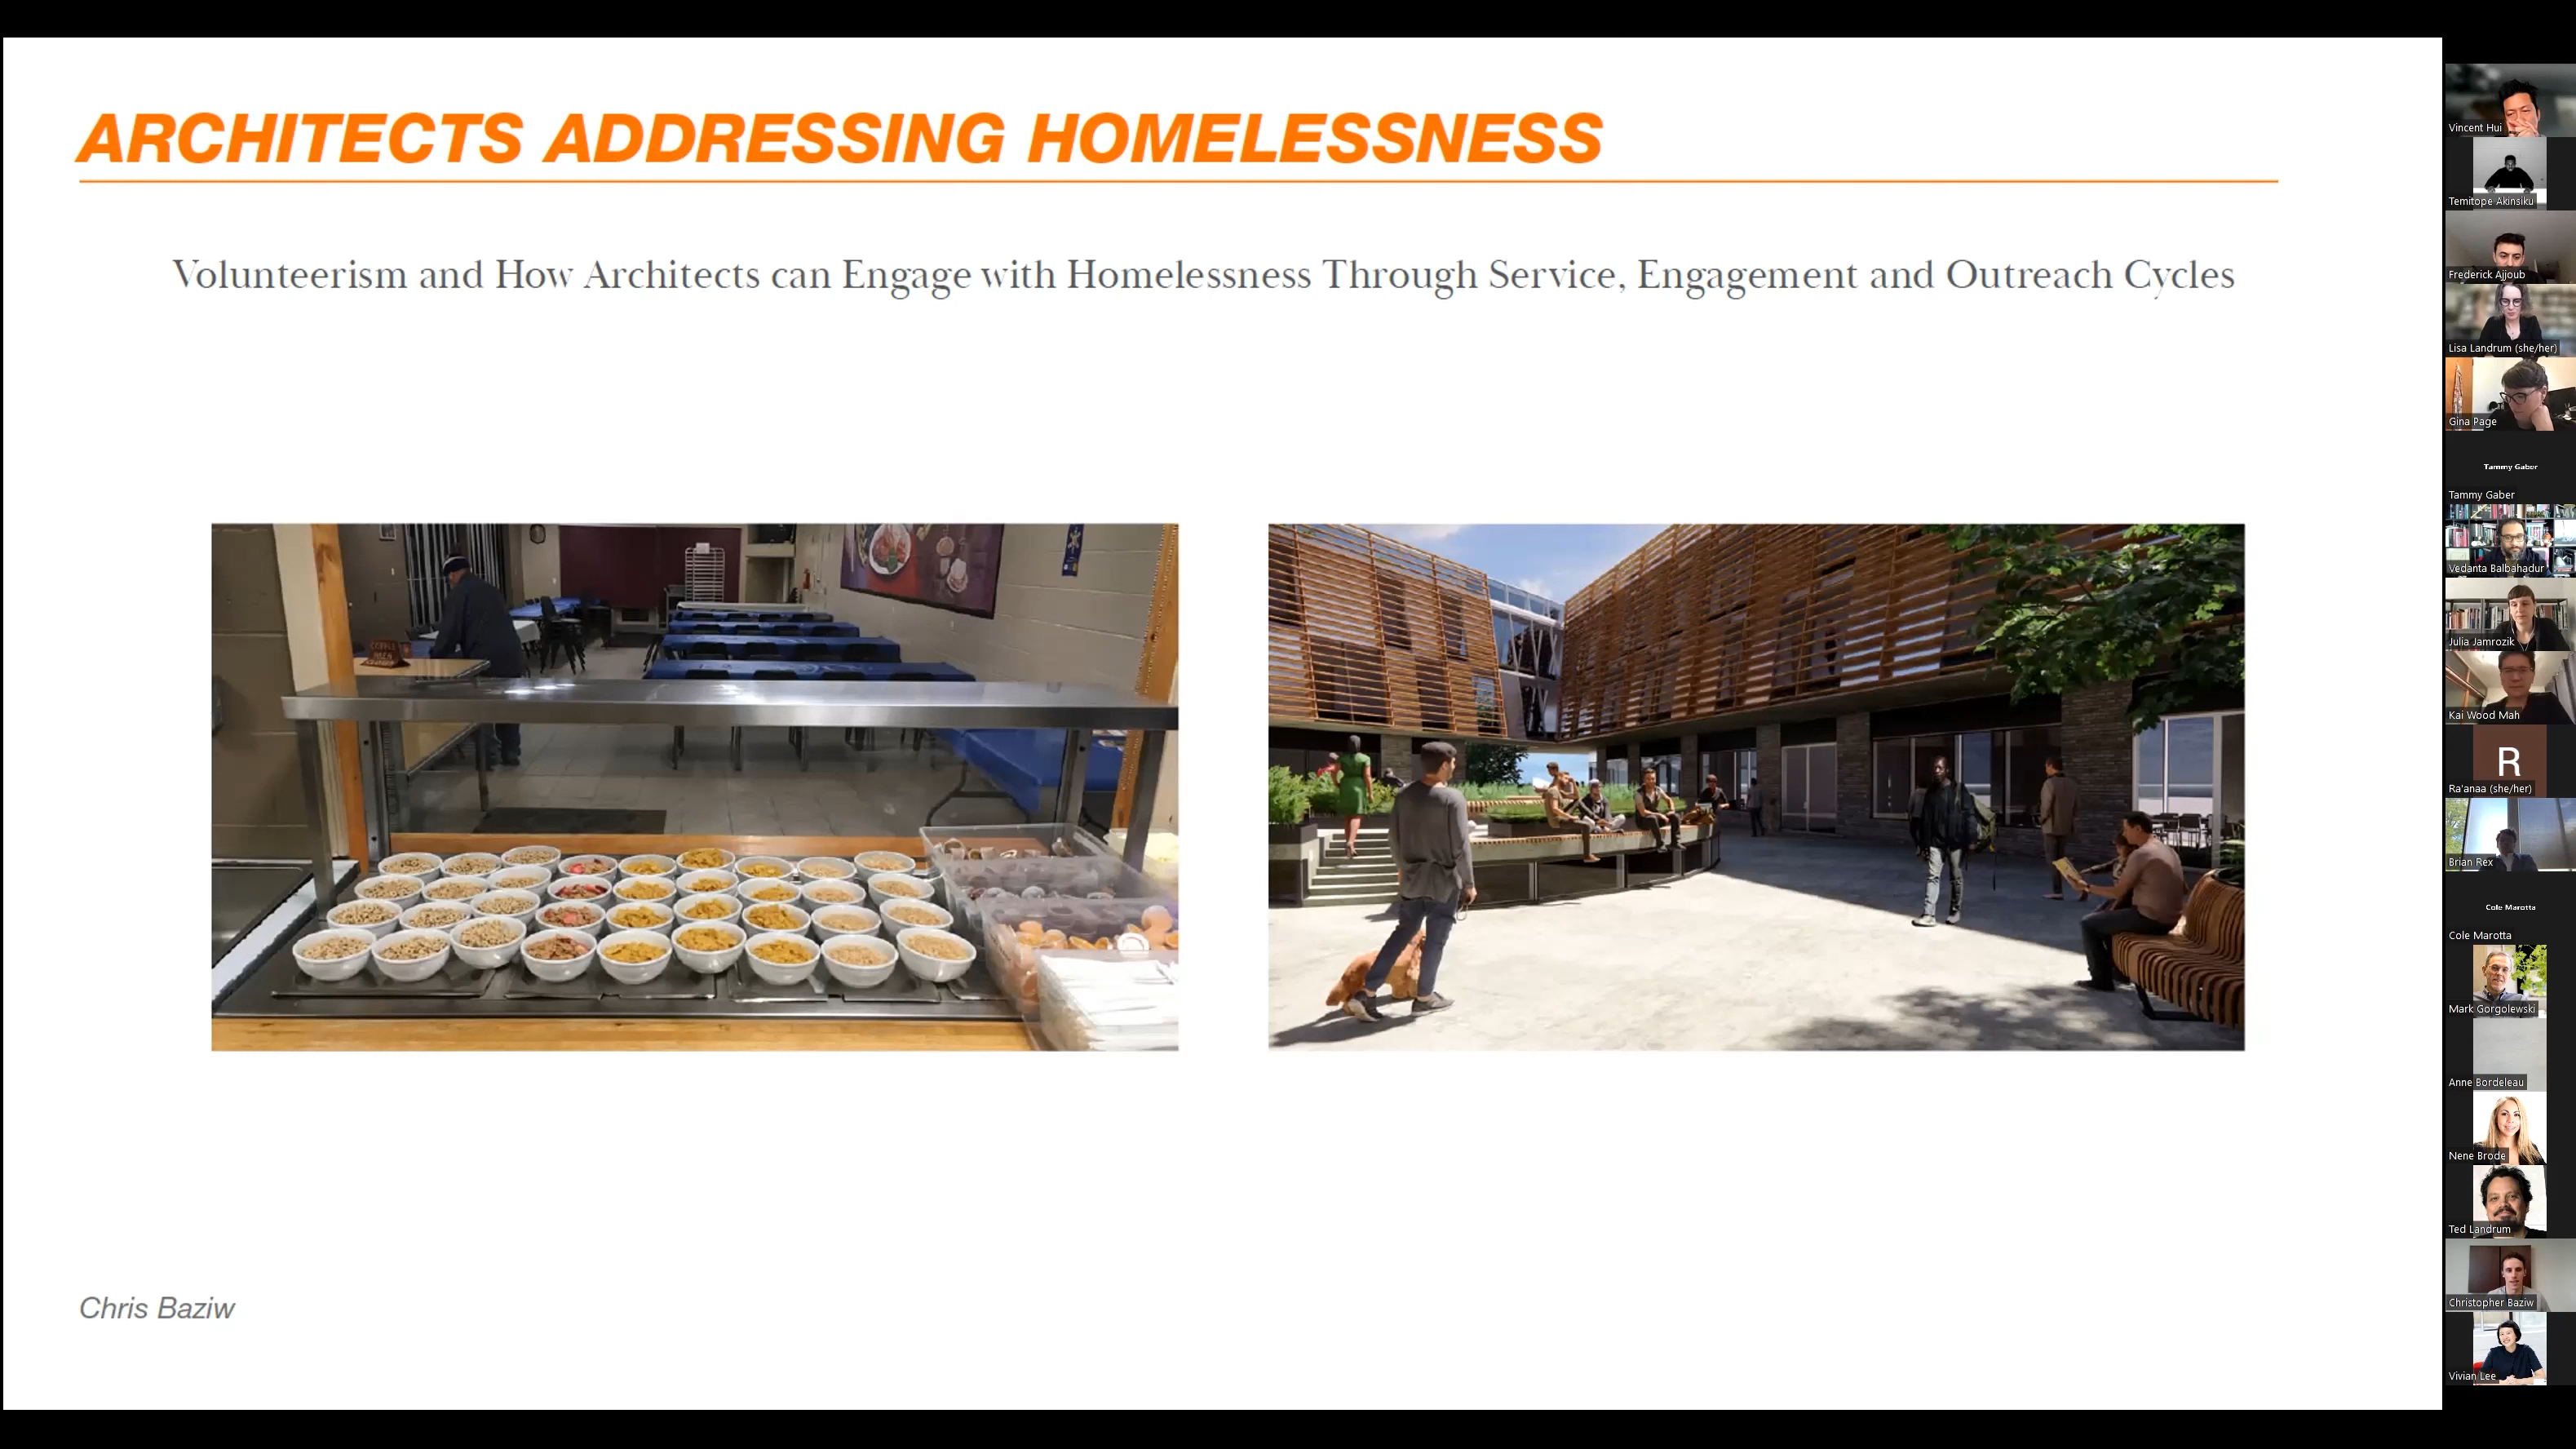 ARCHITECTS ADDRESSING HOMELESSNESS
Volunteerism and How Architects can Engage with Homelessness Through Service, Engagement and Outreach Cycles
Chris Baziw
Vincent Hui
Temitope Akinsiku
Frederick Ajjoub
Lisa Landrum (she/her)
Gina Page
Tammy Gaber
Tammy Gaber
Vedanta Balbahadur
Julia Jamrozik
Kai Wood Mah
R
Ra'anaa (she/her)
Brian Rex
Cole Marotta
Cole Marotta
Mark Gorgolewski
Anne Bordeleau
Nene Brode
Ted Landrum
Christopher Baziw
Vivian Lee